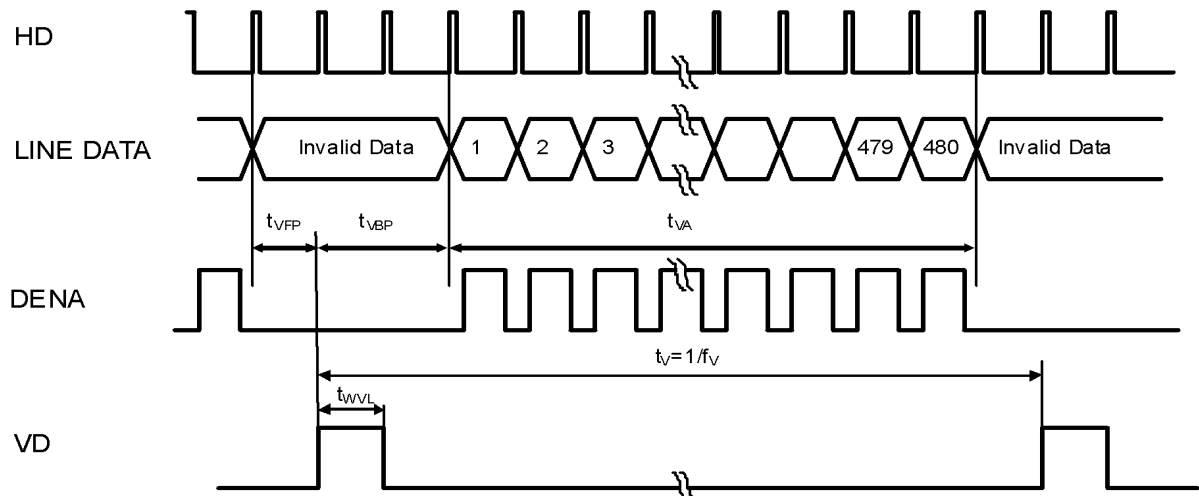 HD
LINE DATA
Invalid Data
1
2
3
479
480
Invalid Data
tVFP
tVBP
tVA
DENA
tV=1/fV
tWVL
VD